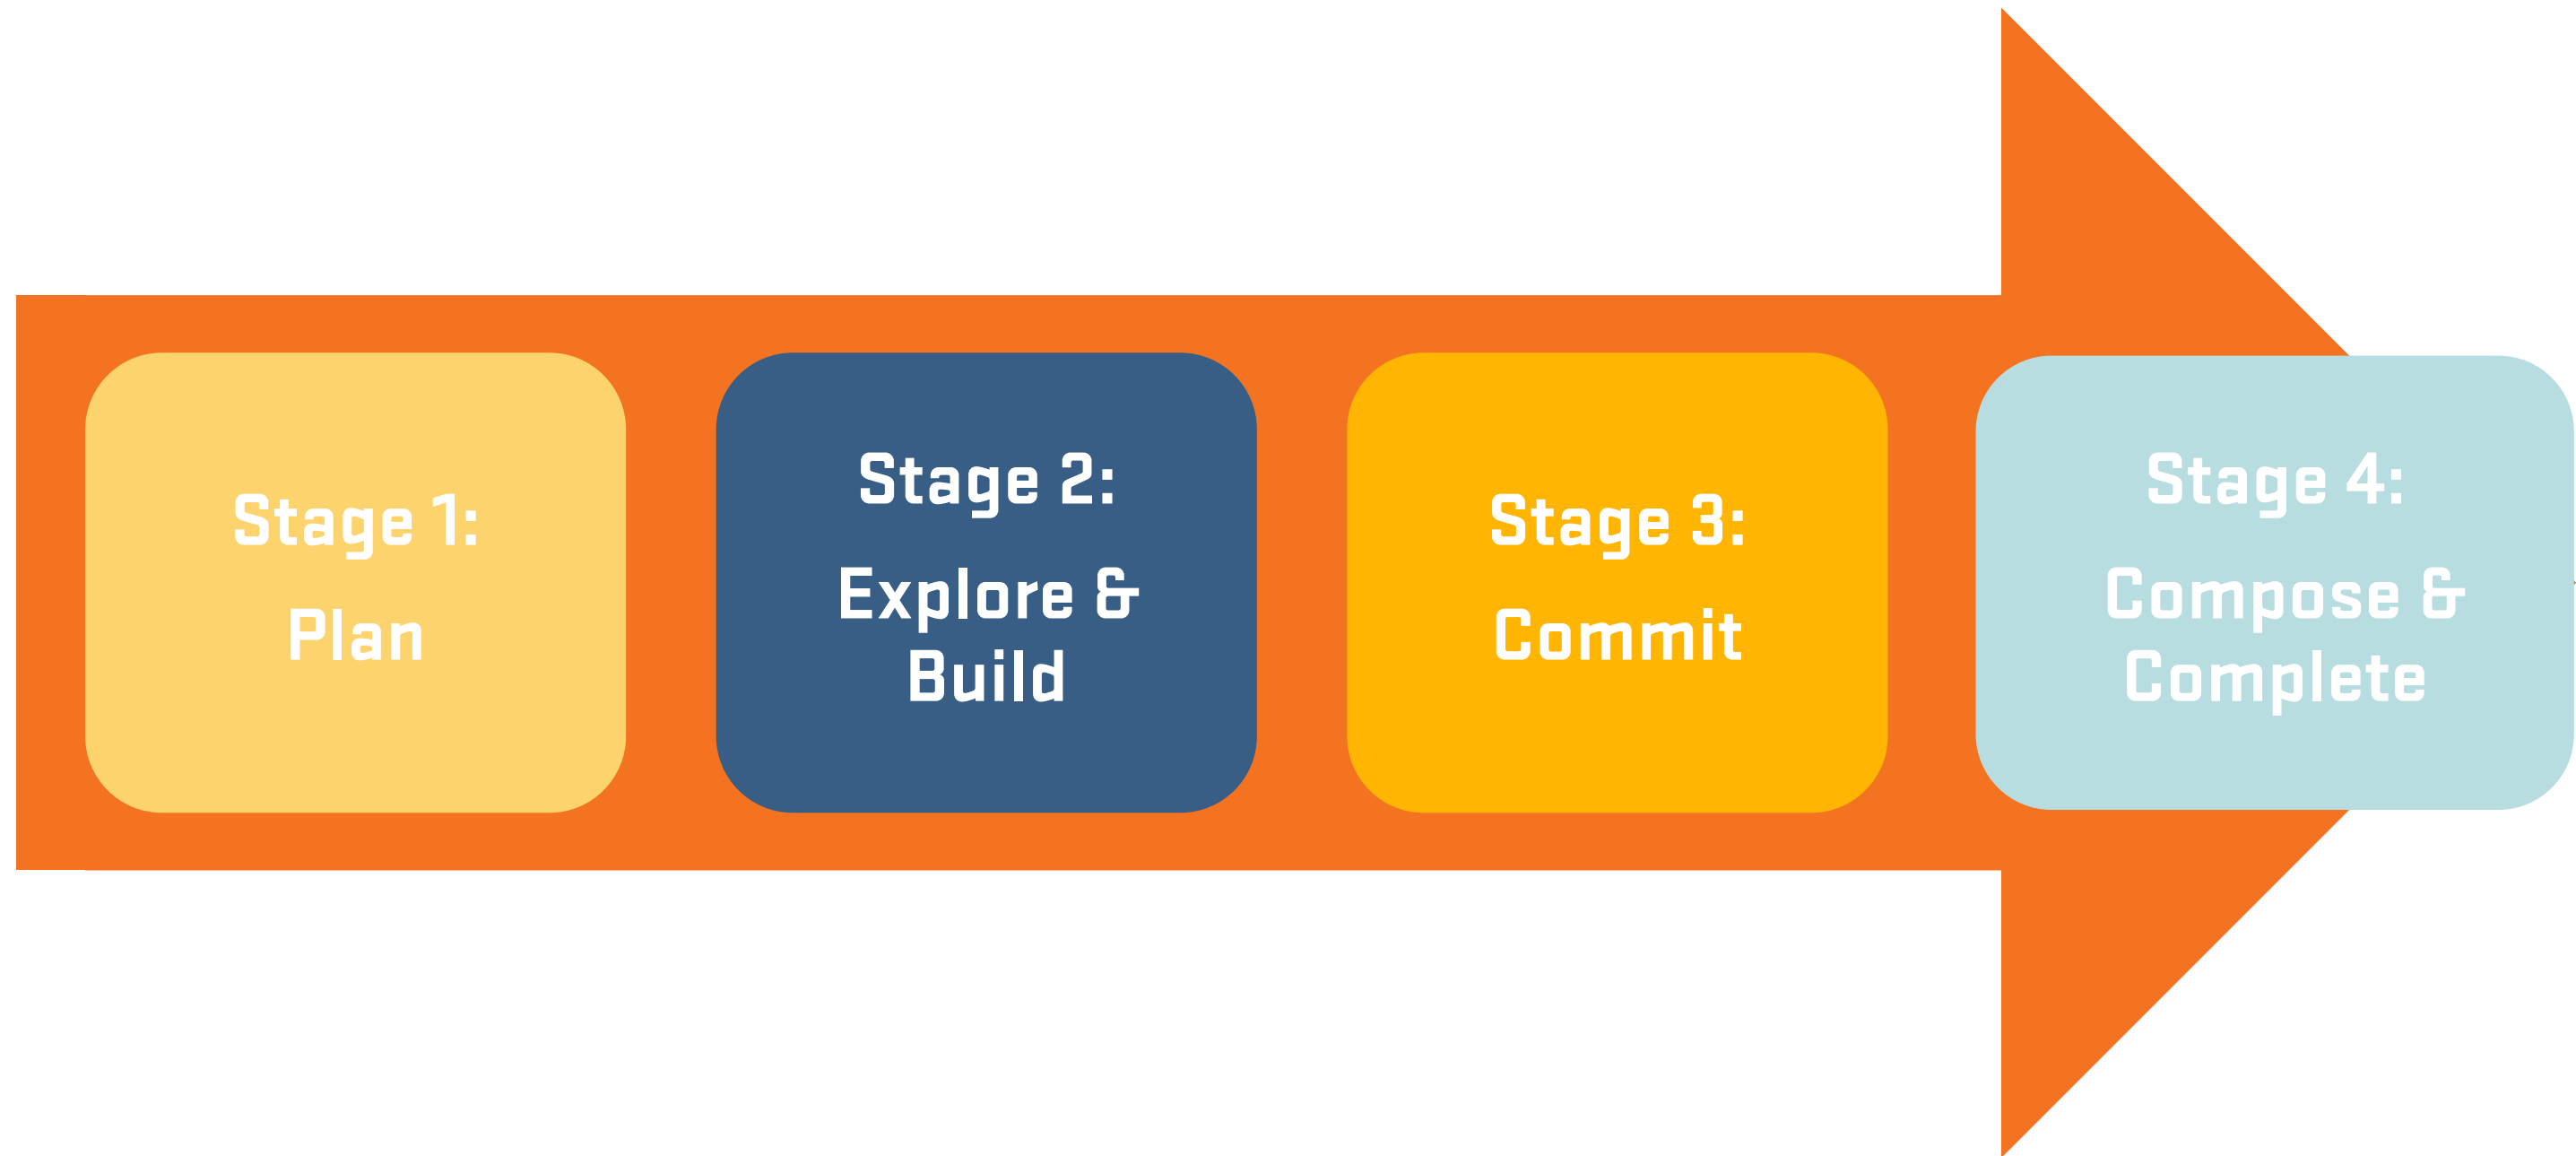 Stage 1:
Plan
Stage 2:
Explore &
Build
Stage 3:
Commit
Stage 4:
Compose &
Complete